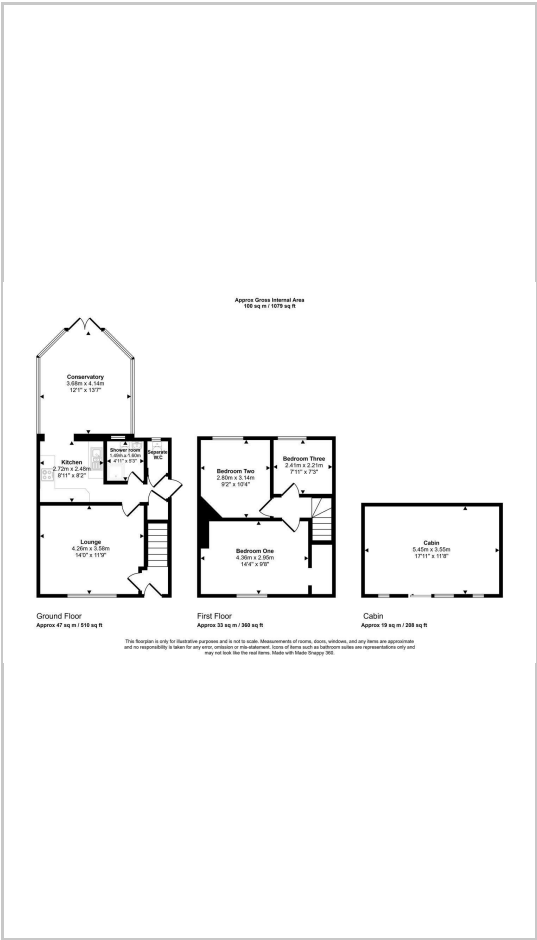 Approx Gross Internal Area
100 sq m / 1079 sq ft
Conservatory
3.68m x 4.14m
12'1" x 13'7"
Kitchen
2.72m x 2.48m
8'11" x 8'2"
Shower room
1.49m x 1.60m
4'11" x 5'3"
Separate
W.C
Lounge
4.26m x 3.58m
14'0" x 11'9"
Ground Floor
Approx 47 sq m / 510 sq ft
Bedroom Two
2.80m x 3.14m
9'2" x 10'4"
Bedroom Three
2.41m x 2.21m
7'11" x 7'3"
Bedroom One
4.36m x 2.95m
14'4" x 9'8"
First Floor
Approx 33 sq m / 360 sq ft
Cabin
5.45m x 3.55m
17'11" x 11'8"
Cabin
Approx 19 sq m / 208 sq ft
This floorplan is only for illustrative purposes and is not to scale. Measurements of rooms, doors, windows, and any items are approximate
and no responsibility is taken for any error, omission or mis-statement. Icons of items such as bathroom suites are representations only and
may not look like the real items. Made with Made Snappy 360.